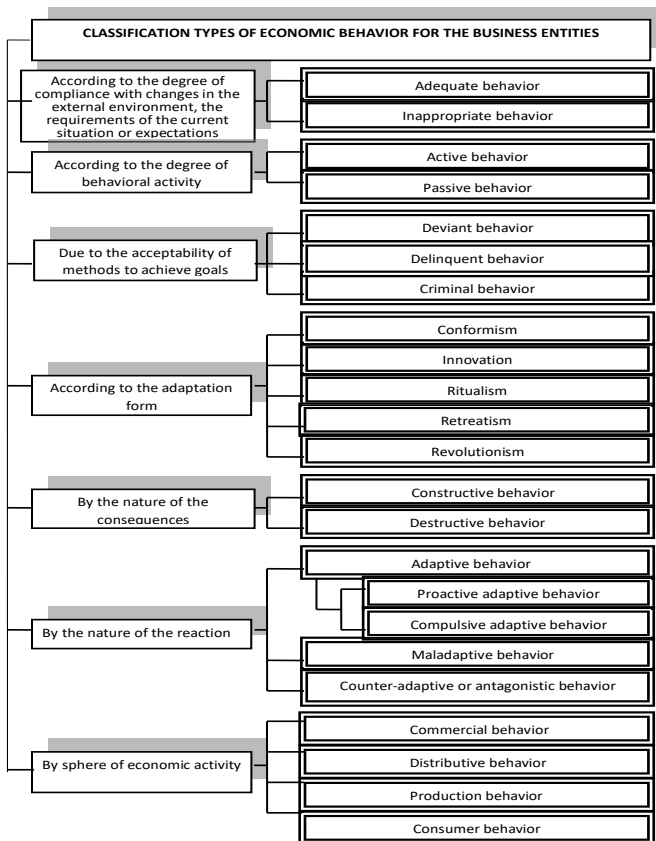 CLASSIFICATION TYPES OF ECONOMIC BEHAVIOR FOR THE BUSINESS ENTITIES
According to the degree of
compliance with changes in the
external environment, the
requirements of the current
situation or expectations
Adequate behavior
Inappropriate behavior
According to the degree of
behavioral activity
Active behavior
Passive behavior
Due to the acceptability of
methods to achieve goals
Deviant behavior
Delinquent behavior
Criminal behavior
According to the adaptation
form
Conformism
Innovation
Ritualism
Retreatism
Revolutionism
By the nature of the
consequences
Constructive behavior
Destructive behavior
By the nature of the reaction
Adaptive behavior
Proactive adaptive behavior
Compulsive adaptive behavior
Maladaptive behavior
Counter-adaptive or antagonistic behavior
By sphere of economic activity
Commercial behavior
Distributive behavior
Production behavior
Consumer behavior